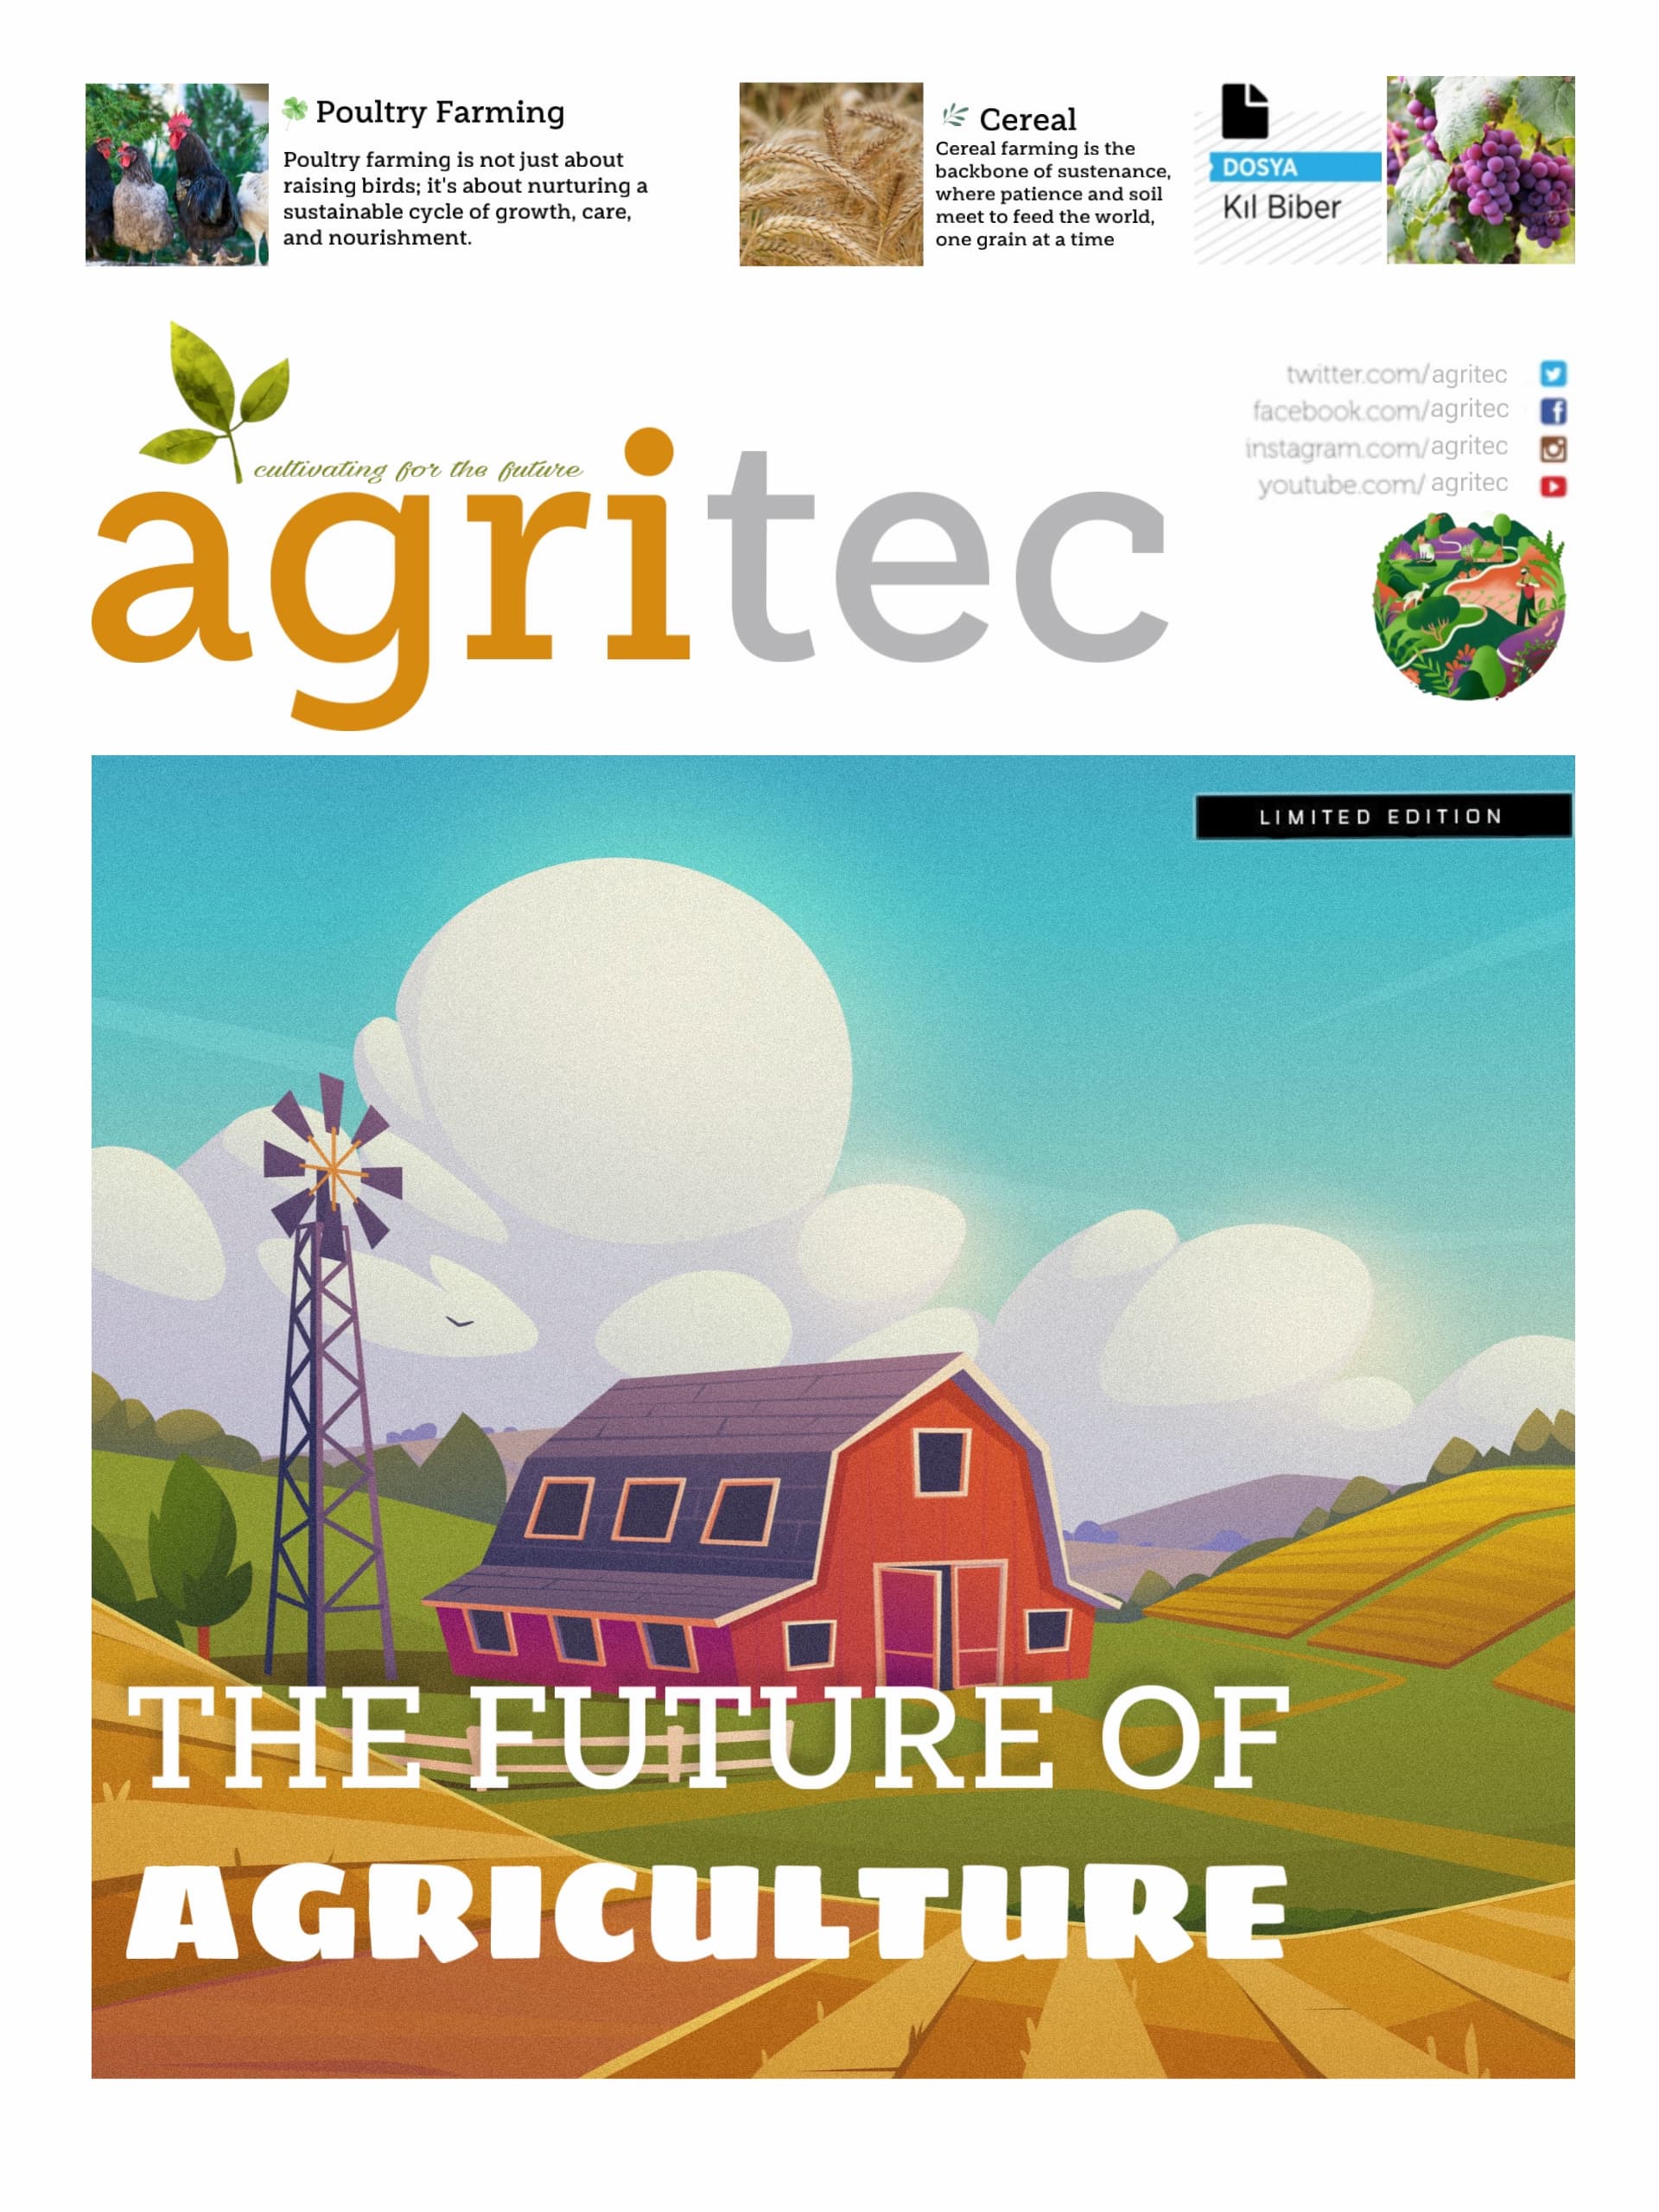 Poultry Farming
Poultry farming is not just about
raising birds; it's about nurturing a
sustainable cycle of growth, care,
and nourishment.
Cereal
Cereal farming is the
backbone of sustenance,
where patience and soil
meet to feed the world,
one grain at a time
DOSYA
Kıl Biber
twitter.com/agritec
facebook.com/agritec
instagram.com/agritec
youtube.com/ agritec
cultivating for the future
agritec
LIMITED EDITION
THE FUTURE OF
AGRICULTURE